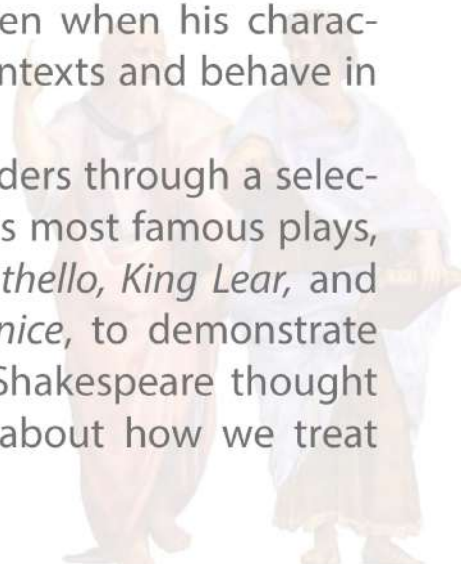 en when his charac-
ntexts and behave in
ders through a selec-
s most famous plays,
thello, King Lear, and
nice, to demonstrate
Shakespeare thought
about how we treat